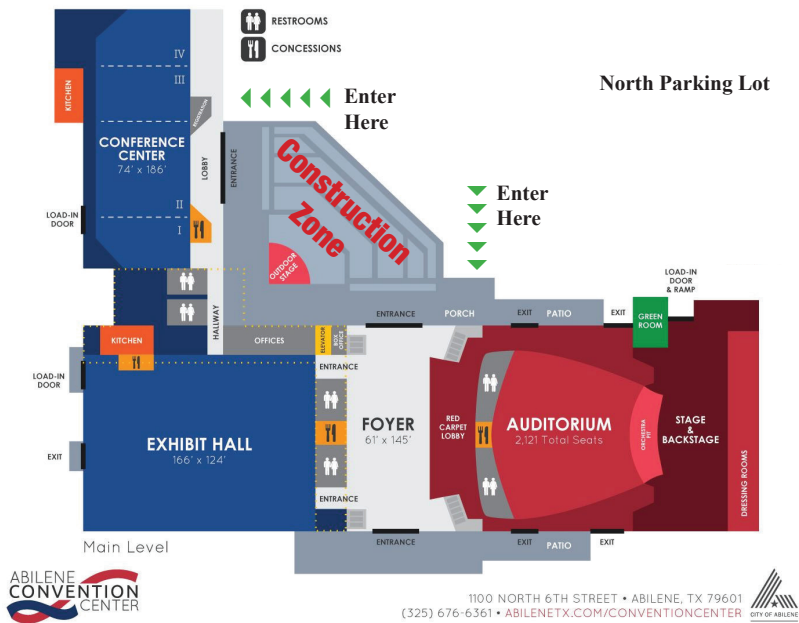 RESTROOMS
CONCESSIONS
North Parking Lot
Enter
Here
Enter
Here
Construction
Zone
OUTDOOR
STAGE
IV
III
II
I
KITCHEN
REGISTRATION
CONFERENCE
CENTER
74' x 186'
LOBBY
ENTRANCE
LOAD-IN
DOOR
HALLWAY
KITCHEN
OFFICES
ELEVATOR
BOX
OFFICE
ENTRANCE
PORCH
EXIT
PATIO
EXIT
LOAD-IN
DOOR
& RAMP
GREEN
ROOM
LOAD-IN
DOOR
EXIT
EXHIBIT HALL
166' x 124'
ENTRANCE
ENTRANCE
FOYER
61' x 145'
RED
CARPET
LOBBY
AUDITORIUM
2,121 Total Seats
ORCHESTRA
PIT
STAGE
&
BACKSTAGE
DRESSING ROOMS
ENTRANCE
EXIT
PATIO
EXIT
Main Level
ABILENE
CONVENTION
CENTER
1100 NORTH 6TH STREET • ABILENE, TX 79601
(325) 676-6361 • ABILENETX.COM/CONVENTIONCENTER
CITY OF ABILENE